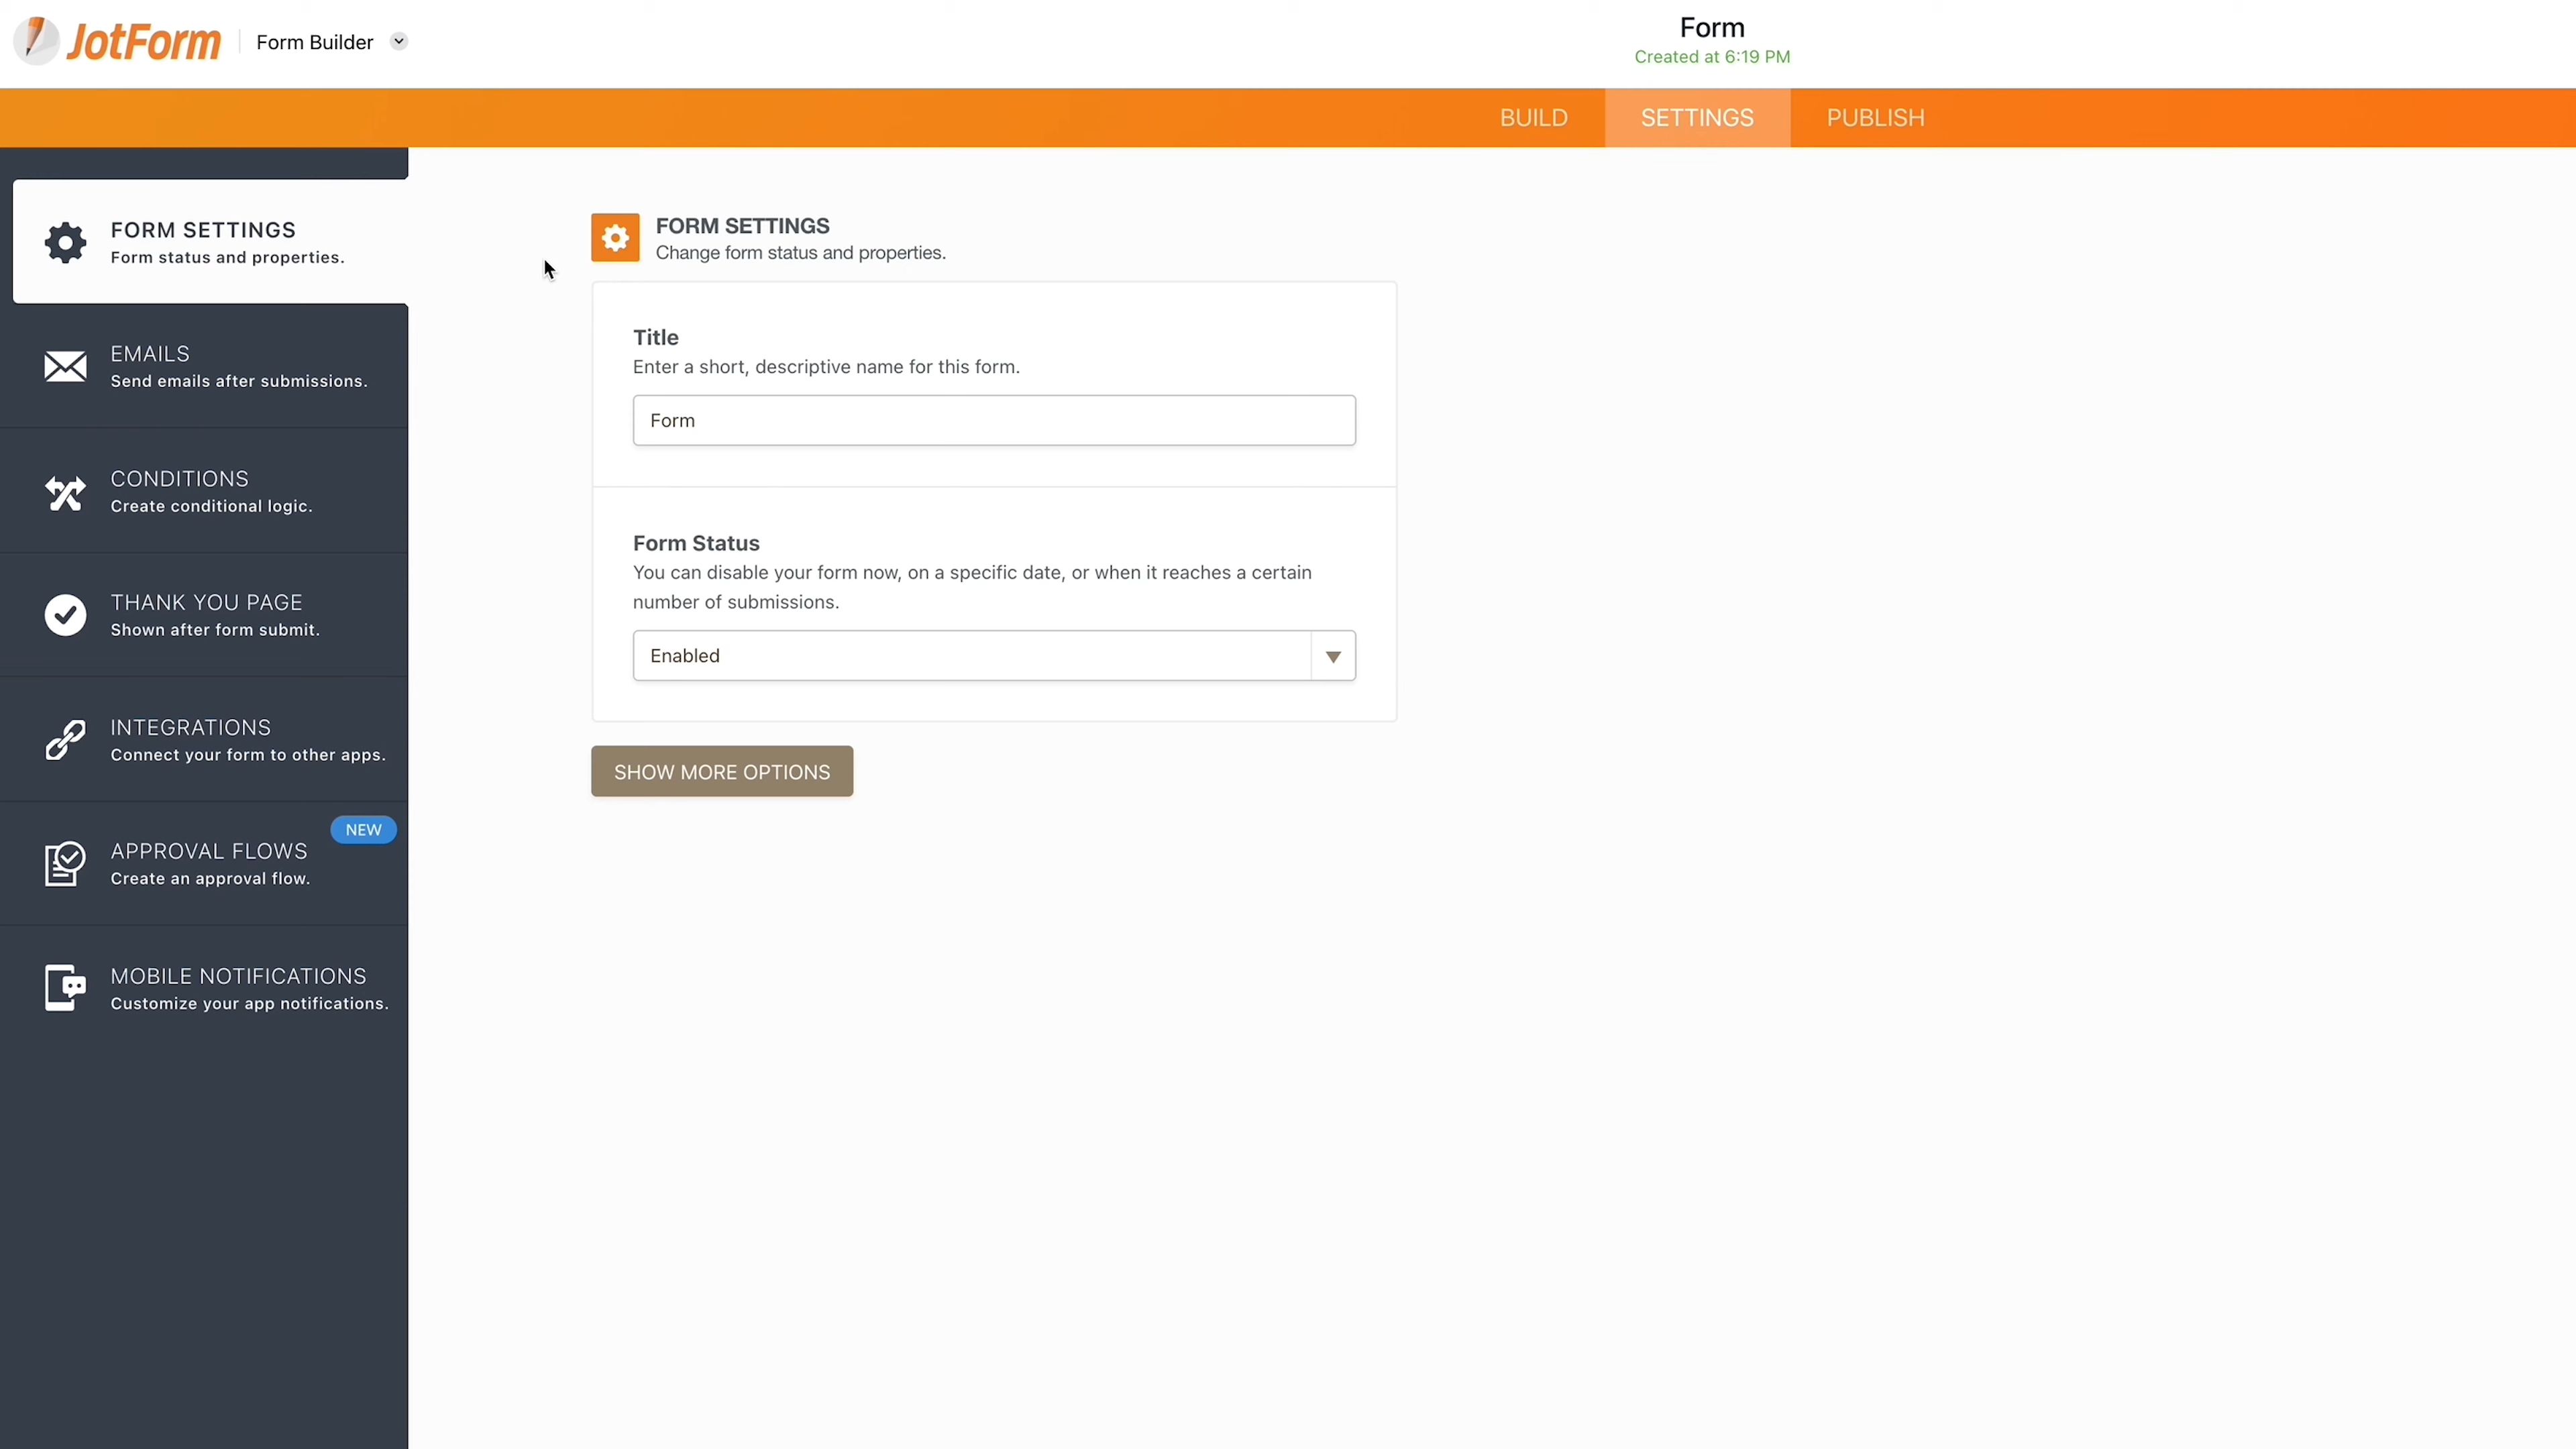 JotForm
Form Builder
Form
Created at 6:19 PM
BUILD
SETTINGS
PUBLISH
FORM SETTINGS
Form status and properties.
EMAILS
Send emails after submissions.
CONDITIONS
Create conditional logic.
THANK YOU PAGE
Shown after form submit.
INTEGRATIONS
Connect your form to other apps.
NEW
APPROVAL FLOWS
Create an approval flow.
MOBILE NOTIFICATIONS
Customize your app notifications.
FORM SETTINGS
Change form status and properties.
Title
Enter a short, descriptive name for this form.
Form
Form Status
You can disable your form now, on a specific date, or when it reaches a certain
number of submissions.
Enabled
SHOW MORE OPTIONS